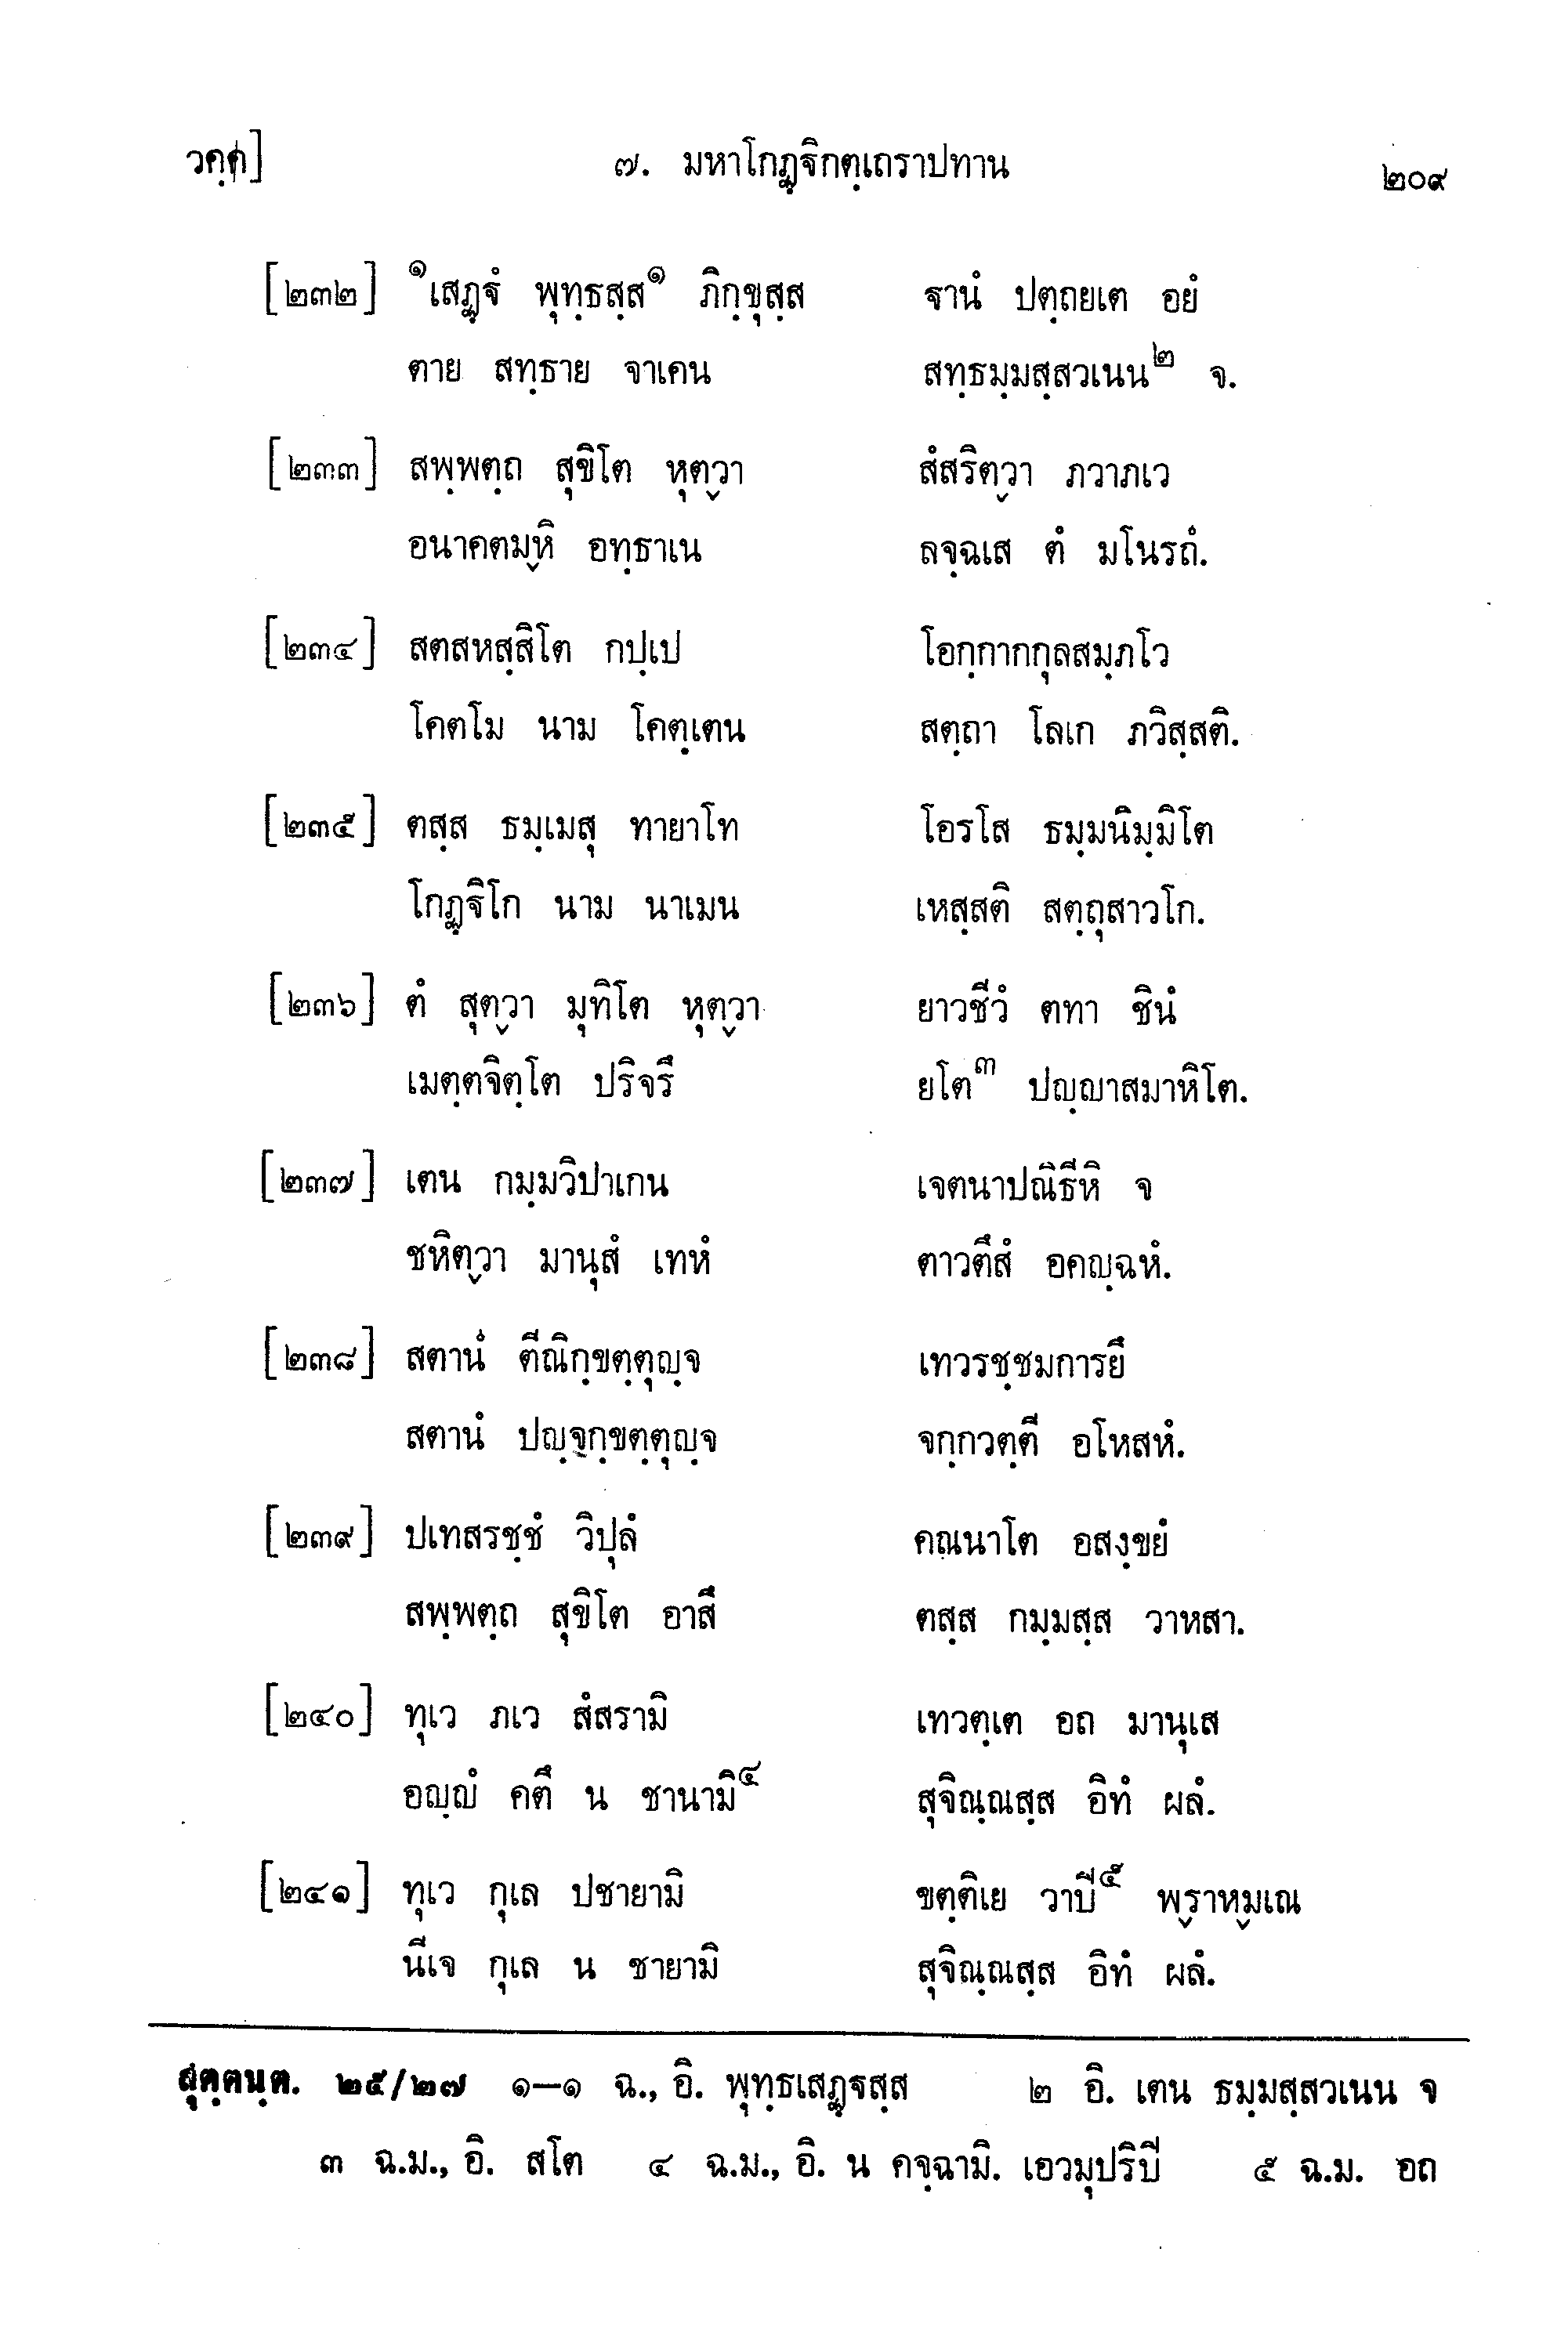 วคฺค] ๗. มหาโกฏฺฐิกตฺเถราปทาน ๒๐๙
[๒๓๒] ๑เสฏฺฐํ พุทฺธสฺส๑ ภิกฺขุสฺส ฐานํ ปตฺถยเต อยํ
ตาย สทฺธาย จาเคน สทฺธมฺมสฺสวเนน๒ จ.
[๒๓๓] สพฺพตฺถ สุขิโต หุตฺวา สํสริตฺวา ภวาภเว
อนาคตมฺหิ อทฺธาเน ลจฺฉเส ตํ มโนรถํ.
[๒๓๔] สตสหสฺสิโต กปฺเป โอกฺกากกุลสมฺภโว
โคตโม นาม โคตฺเตน สตฺถา โลเก ภวิสฺสติ.
[๒๓๕] ตสฺส ธมฺเมสุ ทายาโท โอรโส ธมฺมนิมฺมิโต
โกฏฺฐิโก นาม นาเมน เหสฺสติ สตฺถุสาวโก.
[๒๓๖] ตํ สุตฺวา มุทิโต หุตฺวา ยาวชีวํ ตทา ชินํ
เมตฺตจิตฺโต ปริจรึ ยโต๓ ปญฺญาสมาหิโต.
[๒๓๗] เตน กมฺมวิปาเกน เจตนาปณิธีหิ จ
ชหิตฺวา มานุสํ เทหํ ตาวตึสํ อคญฺฉหํ.
[๒๓๘] สตานํ ตีณิกฺขตฺตุญฺจ เทวรชฺชมการยึ
สตานํ ปญฺจกฺขตฺตุญฺจ จกฺกวตฺตี อโหสหํ.
[๒๓๙] ปเทสรชฺชํ วิปุลํ คณนาโต อสงฺขยํ
สพฺพตฺถ สุขิโต อาสึ ตสฺส กมฺมสฺส วาหสา.
[๒๔๐] ทุเว ภเว สํสรามิ เทวตฺเต อถ มานุเส
อญฺญํ คตึ น ชานามิ๔ สุจิณฺณสฺส อิทํ ผลํ.
[๒๔๑] ทุเว กุเล ปชายามิ ขตฺติเย วาปี๕ พฺราหฺมเณ
นีเจ กุเล น ชายามิ สุจิณฺณสฺส อิทํ ผลํ.
สุตฺตนฺต. ๒๕/๒๗ ๑-๑ ฉ., อิ. พุทฺธเสฏฺฐสฺส ๒ อิ. เตน ธมฺมสฺสวเนน จ
๓ ฉ.ม., อิ. สโต ๔ ฉ.ม., อิ. น คจฺฉามิ. เอวมุปริปี ๕ ฉ.ม. อถ